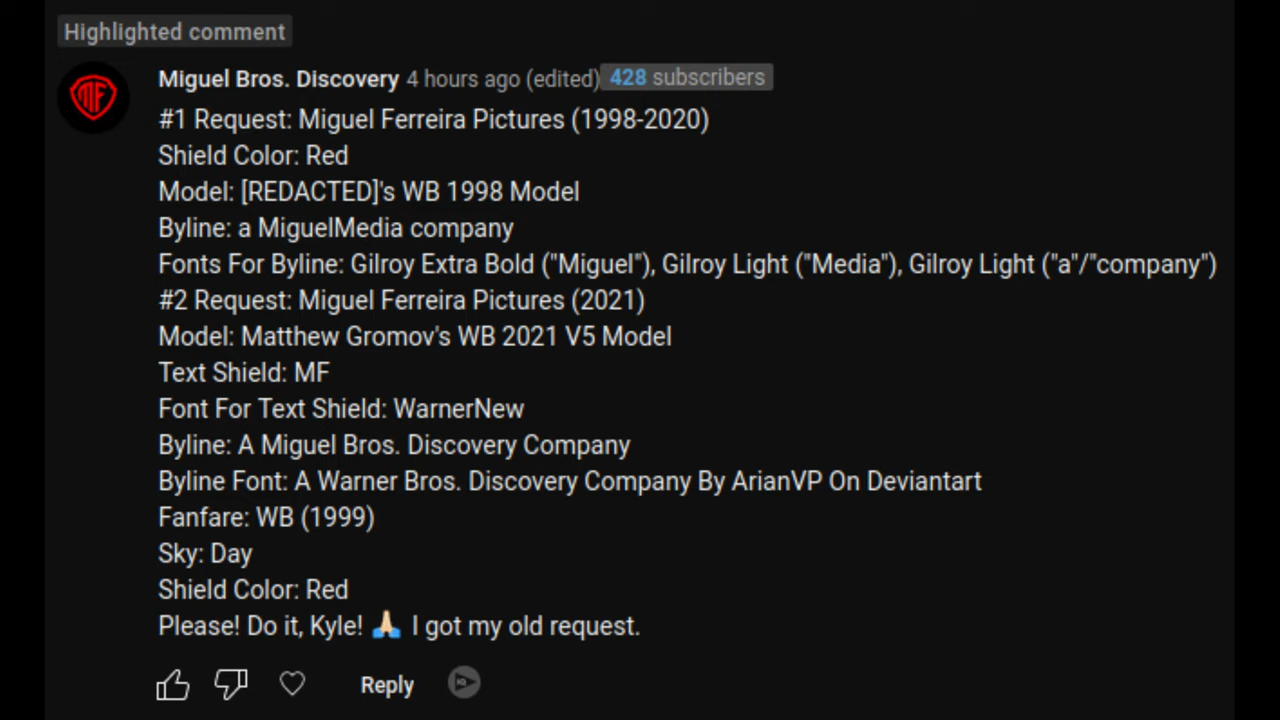 Highlighted comment
Miguel Bros. Discovery 4 hours ago (edited) 428 subscribers
#1 Request: Miguel Ferreira Pictures (1998-2020)
Shield Color: Red
Model: [REDACTED]'s WB 1998 Model
Byline: a MiguelMedia company
Fonts For Byline: Gilroy Extra Bold ("Miguel"), Gilroy Light ("Media"), Gilroy Light ("a"/"company")
#2 Request: Miguel Ferreira Pictures (2021)
Model: Matthew Gromov's WB 2021 V5 Model
Text Shield: MF
Font For Text Shield: WarnerNew
Byline: A Miguel Bros. Discovery Company
Byline Font: A Warner Bros. Discovery Company By ArianVP On Deviantart
Fanfare: WB (1999)
Sky: Day
Shield Color: Red
Please! Do it, Kyle! 🙏🏻 I got my old request.
MF
Reply